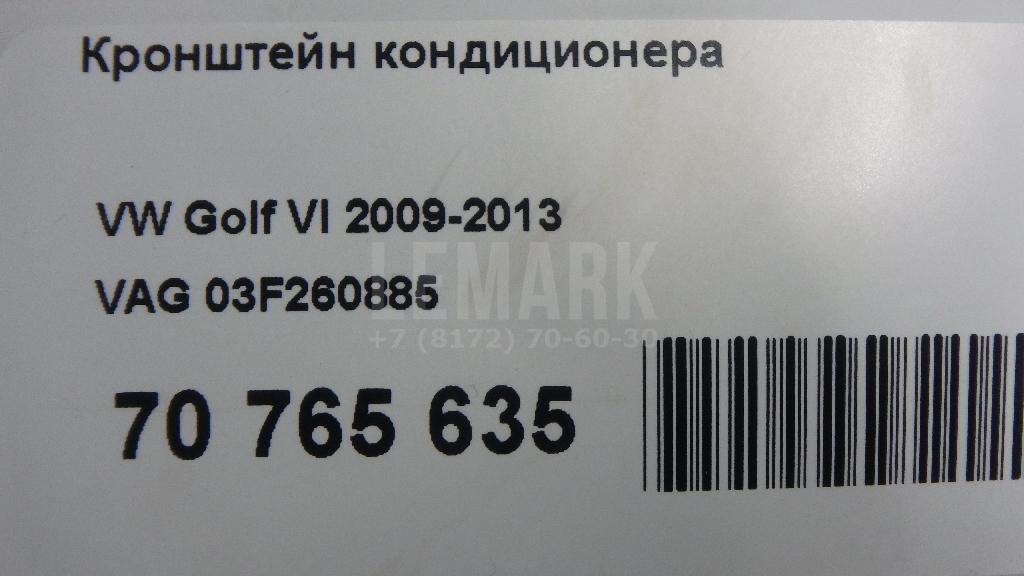 Кронштейн кондиционера
VW Golf VI 2009-2013
LEMARK
VAG 03F260885
+7 (8172) 70-60-30
70 765 635